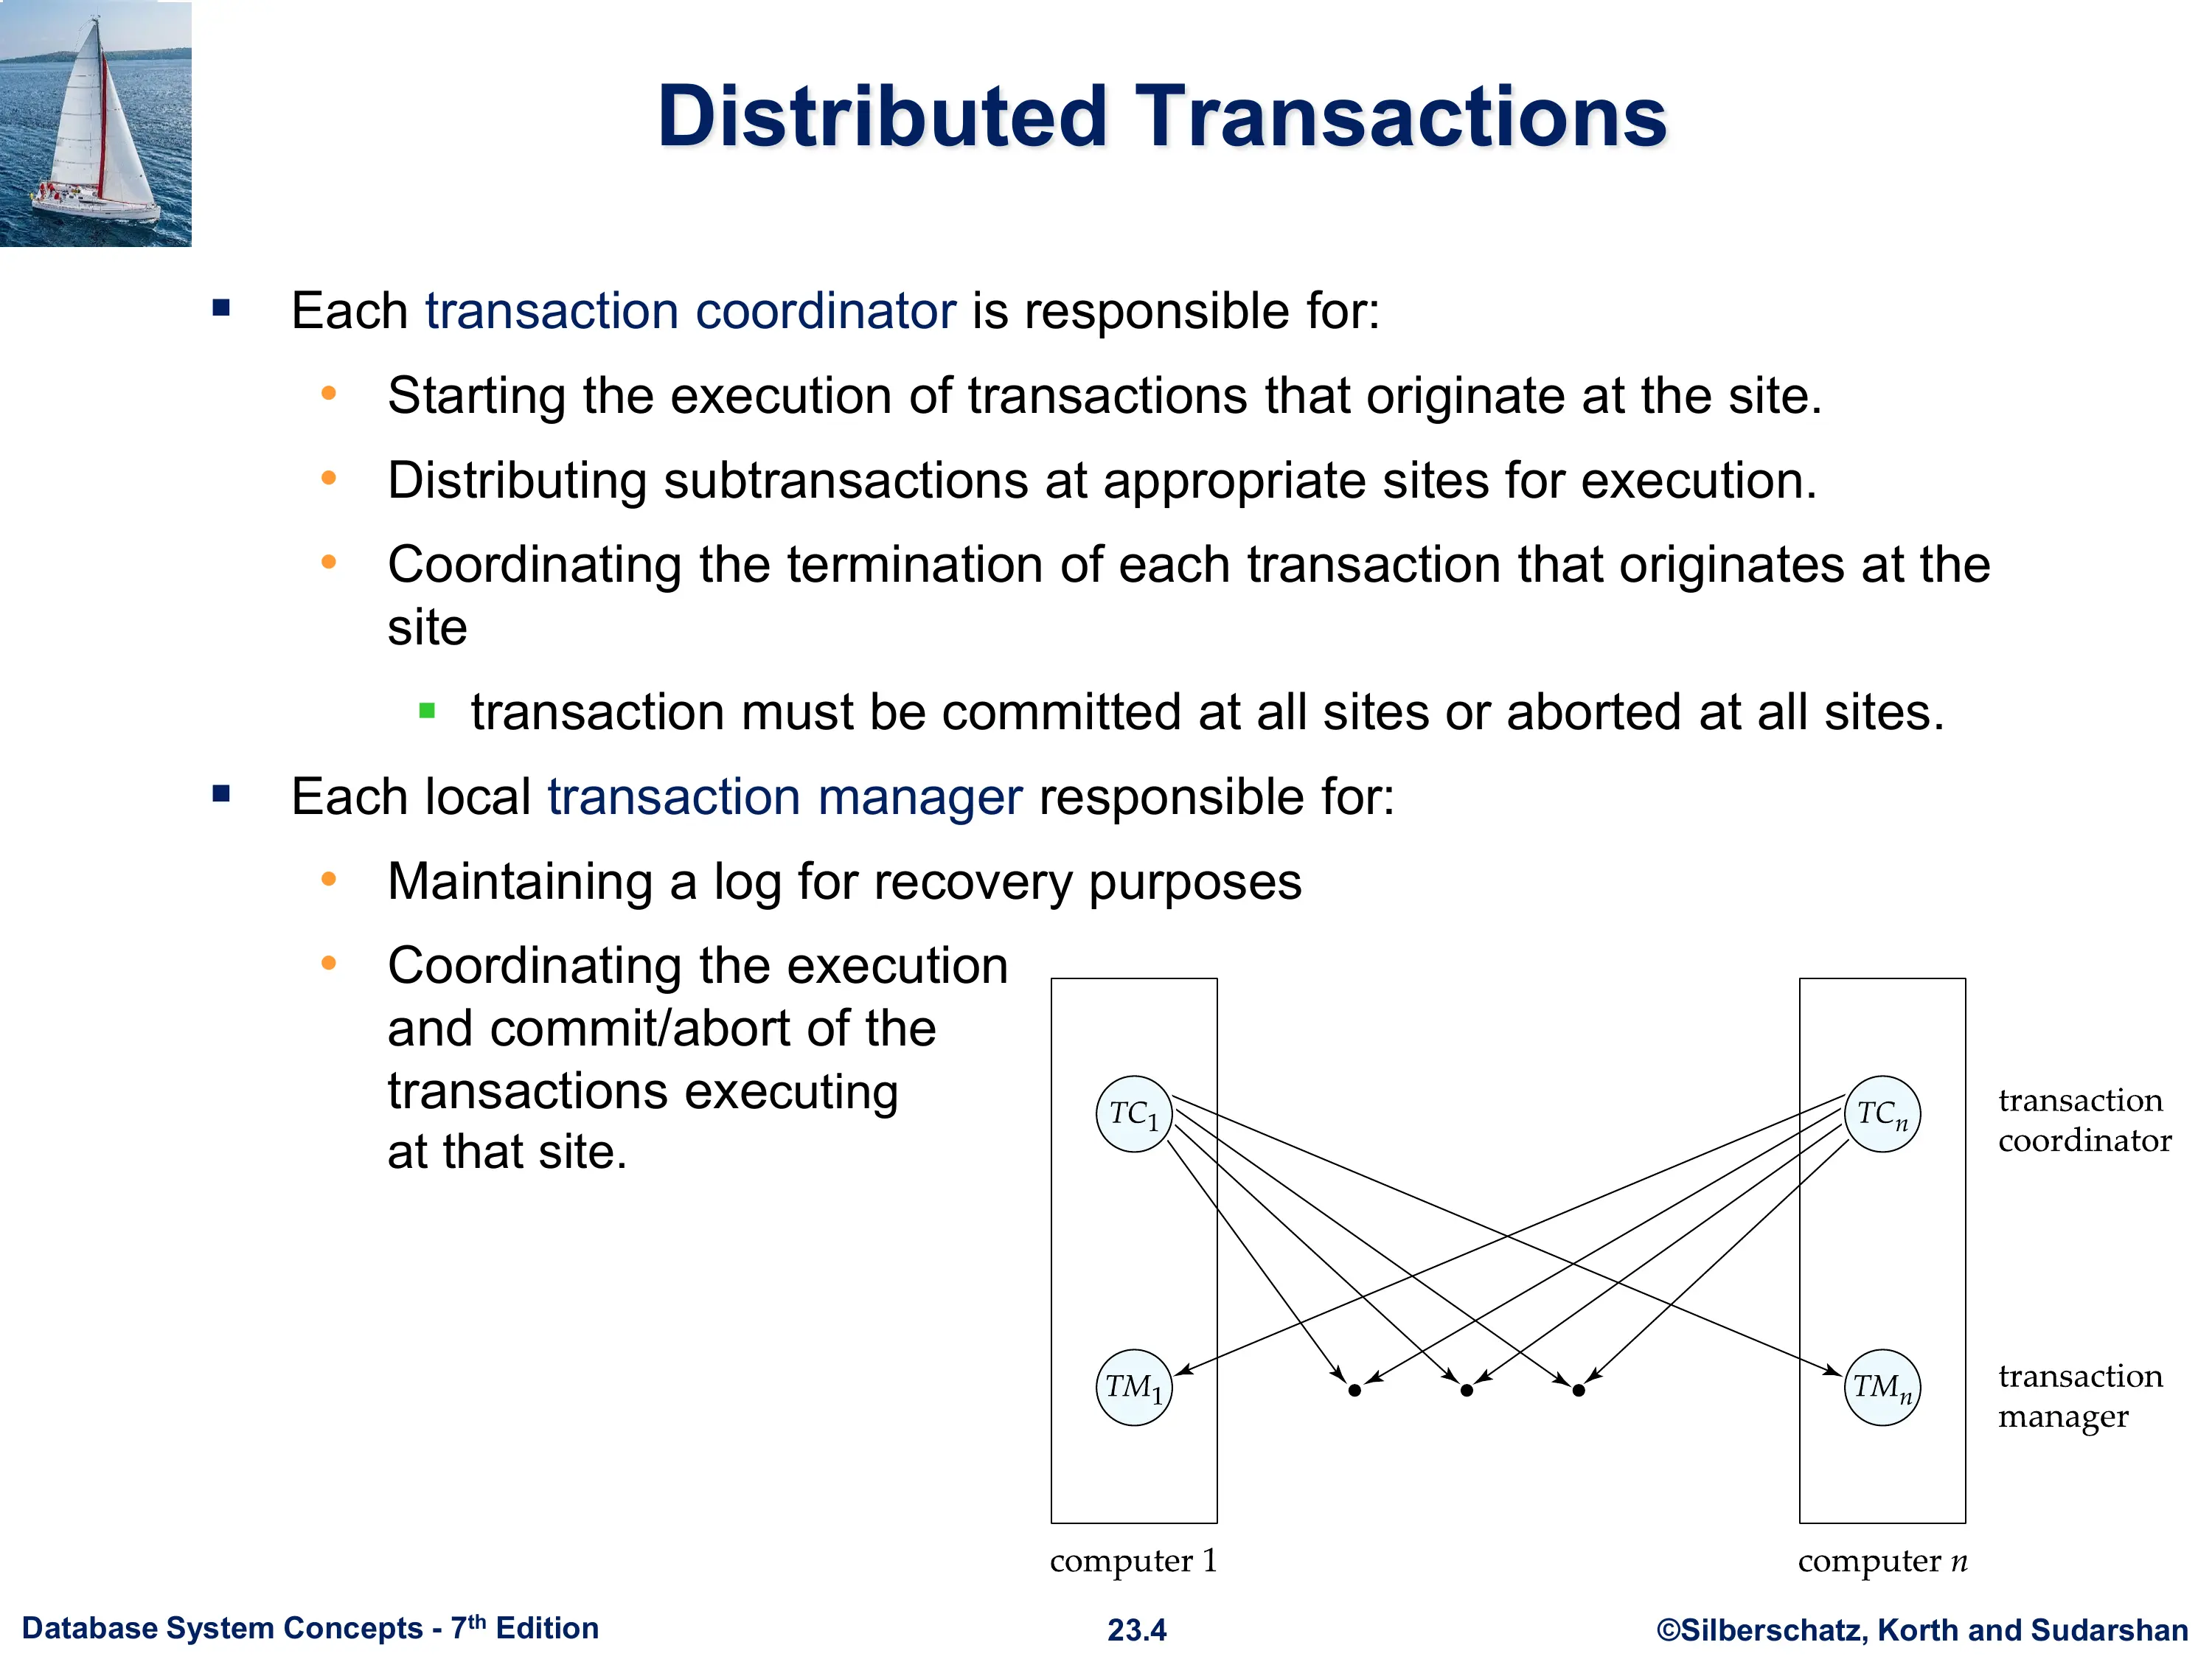 Distributed Transactions
Each transaction coordinator is responsible for:
Starting the execution of transactions that originate at the site.
Distributing subtransactions at appropriate sites for execution.
Coordinating the termination of each transaction that originates at the
site
transaction must be committed at all sites or aborted at all sites.
Each local transaction manager responsible for:
Maintaining a log for recovery purposes
Coordinating the execution
and commit/abort of the
transactions executing
at that site.
TC1
TCn
transaction
coordinator
TM1
TMn
transaction
manager
computer 1
computer n
Database System Concepts - 7th Edition
23.4
©Silberschatz, Korth and Sudarshan